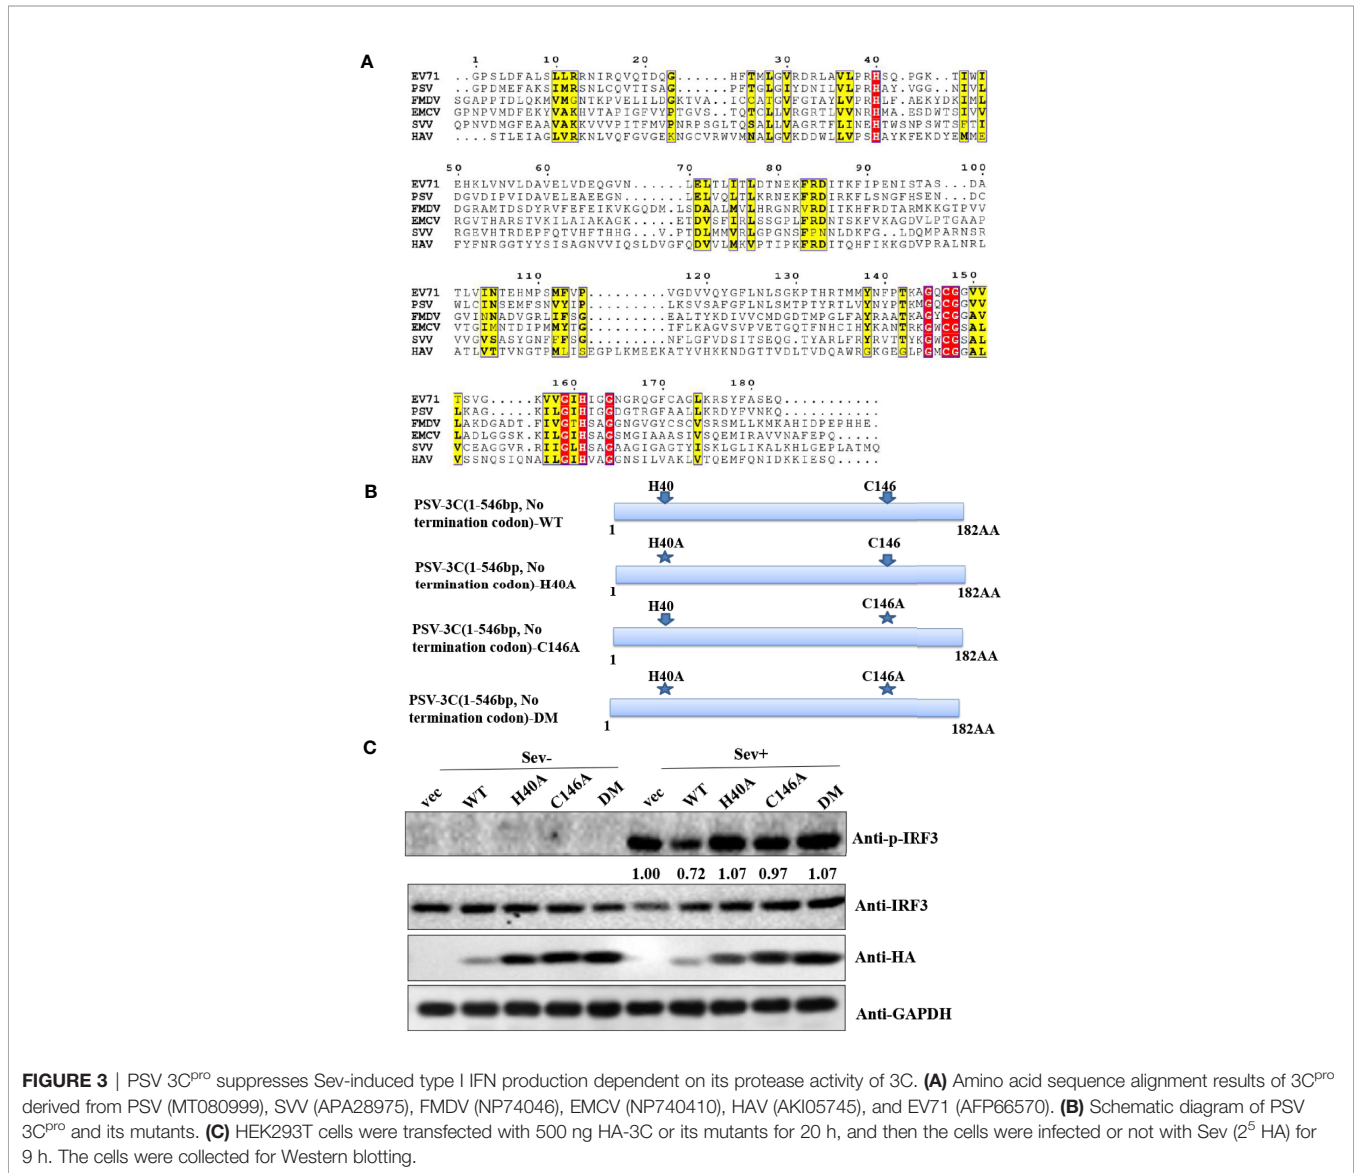 A
1 10 20 30 40
EV71 ..GPSLDFALSLLRRNIRQVQTDQG......HFTMLGVRDRLAVLPRHSQ.PGK..TIWI
PSV ..GPDMEFAKSIMRSNLCQVTTISAG......PFTGLGIYDNILVLPRHAY.VGG..NIVL
FMDV SGAPPTDLQKMVMGNTKPVELILDGKTVA...ICCATGVFGTAYLVPRHLF.AEKYDKIML
EMCV .GPNPVMDFEKYVAKHVTAPIGFVYPTGVS..TQTCLLVRGRTLVVNRHMA.ESDWTSIVV
SVV QPNVDMGFEAAVAKKVVVPITFMVPNRPSGLTQSALLVAGRTFLINEHTWSNPSWTSFTI
HAV ....STLEIAGLVRKNLVQFGVGEKNGCVRWVMNALGVKDDWLLVPSHAYKFEKDYEMME
50 60 70 80 90 100
EV71 EHKLVNVLDAVELVDEQGVN......LELTLITLDTNEKFRDITKFIPENISTAS...DA
PSV DGVDIPVIDAVELEAEEGN.......LELVQLTLKRNEKFRDIRKFLSNGFHSEN...DC
FMDV DGRAMTDSDYRVFEFEIKVKGQDML.LSDAALMVLHRGNRVRDITKHFRDTARMKKGTPVV
EMCV RGVTHARSTVKILAIAKAGK.....ETDVSFIRLSSGPLFRDNTSKFVKAGDVLPTGAAP
SVV RGEVHTRDEPFQTVHFTHHG.....V.PTDLMMVRLGPGNSFPNNLDKFG..LDQMPARNSR
HAV FYFNRGGTYYSISAGNVVIQSLDVGFQDVVLMKVPTIPKFRDITQHFIKKGDVPRALNRL
110 120 130 140 150
EV71 TLVINTEHMPSMFVP.........VGDVVQYGFLNLSGKPTHRTMMYNFPTKAGQCGGVV
PSV WLCINSEMFSNVYIP.........LKSVSAFGFLNLSMTPTYRTLVYNYPTKMGQCGGVV
FMDV GVINNADVGRLIFSG.........EALTYKDIVVCMDGDTMPGLFAYRAATKAGYCGGAV
EMCV VTGIMNTDIPMMYTG.........TFLKAGVSVPVETGQTFNHCIHYKANTRKGWCGSAL
SVV VVGVSASYGNFFFSG.........NFLGFVDSITSEQG.TYARLFRYRVTTYKGWCGSAL
HAV ATLVTTVNGTPMLISEGPLKMEEKATYVHKKNDGTTVDLTVDQAWRGKGEGLPGMCGGAL
160 170 180
EV71 TSVG.....KVVGIHIGGNGRQGFCAGLKRSYFASEQ...........
PSV LKAG.....KILGIHIGGDGTRGFAALLKRDYFVNKQ...........
FMDV LAKDGADT.FIVGTHSAGGNGVGYCSCVSRSMLLKMKAHIDPEPHHE..
EMCV LADLGGSK.KILGIHSAGSMGIAAASIVSQEMIRAVVNAFEPQ.....
SVV VCEAGGVR.RIIGLHSAGAAGIGAGTYISKLGLIKALKHLGEPLATMQ
HAV VSSNQSIQNAILGIHVAGGNSILVAKLVTQEMFQNIDKKIESQ.....
B
H40 C146
PSV-3C(1-546bp, No
termination codon)-WT
1 182AA
H40A C146
PSV-3C(1-546bp, No
termination codon)-H40A
1 182AA
H40 C146A
PSV-3C(1-546bp, No
termination codon)-C146A
1 182AA
H40A C146A
PSV-3C(1-546bp, No
termination codon)-DM
1 182AA
C
Sev- Sev+
vec WT H40A C146A DM vec WT H40A C146A DM
Anti-p-IRF3
1.00 0.72 1.07 0.97 1.07
Anti-IRF3
Anti-HA
Anti-GAPDH
FIGURE 3 | PSV 3Cpro suppresses Sev-induced type I IFN production dependent on its protease activity of 3C. (A) Amino acid sequence alignment results of 3Cpro
derived from PSV (MT080999), SVV (APA28975), FMDV (NP74046), EMCV (NP740410), HAV (AKI05745), and EV71 (AFP66570). (B) Schematic diagram of PSV
3Cpro and its mutants. (C) HEK293T cells were transfected with 500 ng HA-3C or its mutants for 20 h, and then the cells were infected or not with Sev (2⁵ HA) for
9 h. The cells were collected for Western blotting.